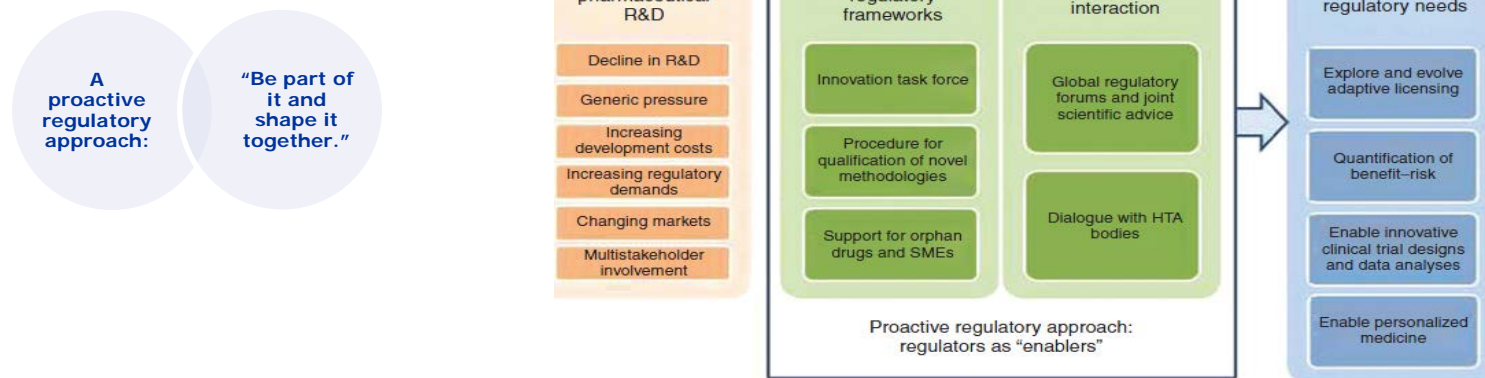 A
proactive
regulatory
approach:
“Be part of
it and
shape it
together.”
pharmaceutical
R&D
Decline in R&D
Generic pressure
Increasing
development costs
Increasing regulatory
demands
Changing markets
Multistakeholder
involvement
regulatory
frameworks
Innovation task force
Procedure for
qualification of novel
methodologies
Support for orphan
drugs and SMEs
interaction
Global regulatory
forums and joint
scientific advice
Dialogue with HTA
bodies
Proactive regulatory approach:
regulators as “enablers”
regulatory needs
Explore and evolve
adaptive licensing
Quantification of
benefit–risk
Enable innovative
clinical trial designs
and data analyses
Enable personalized
medicine